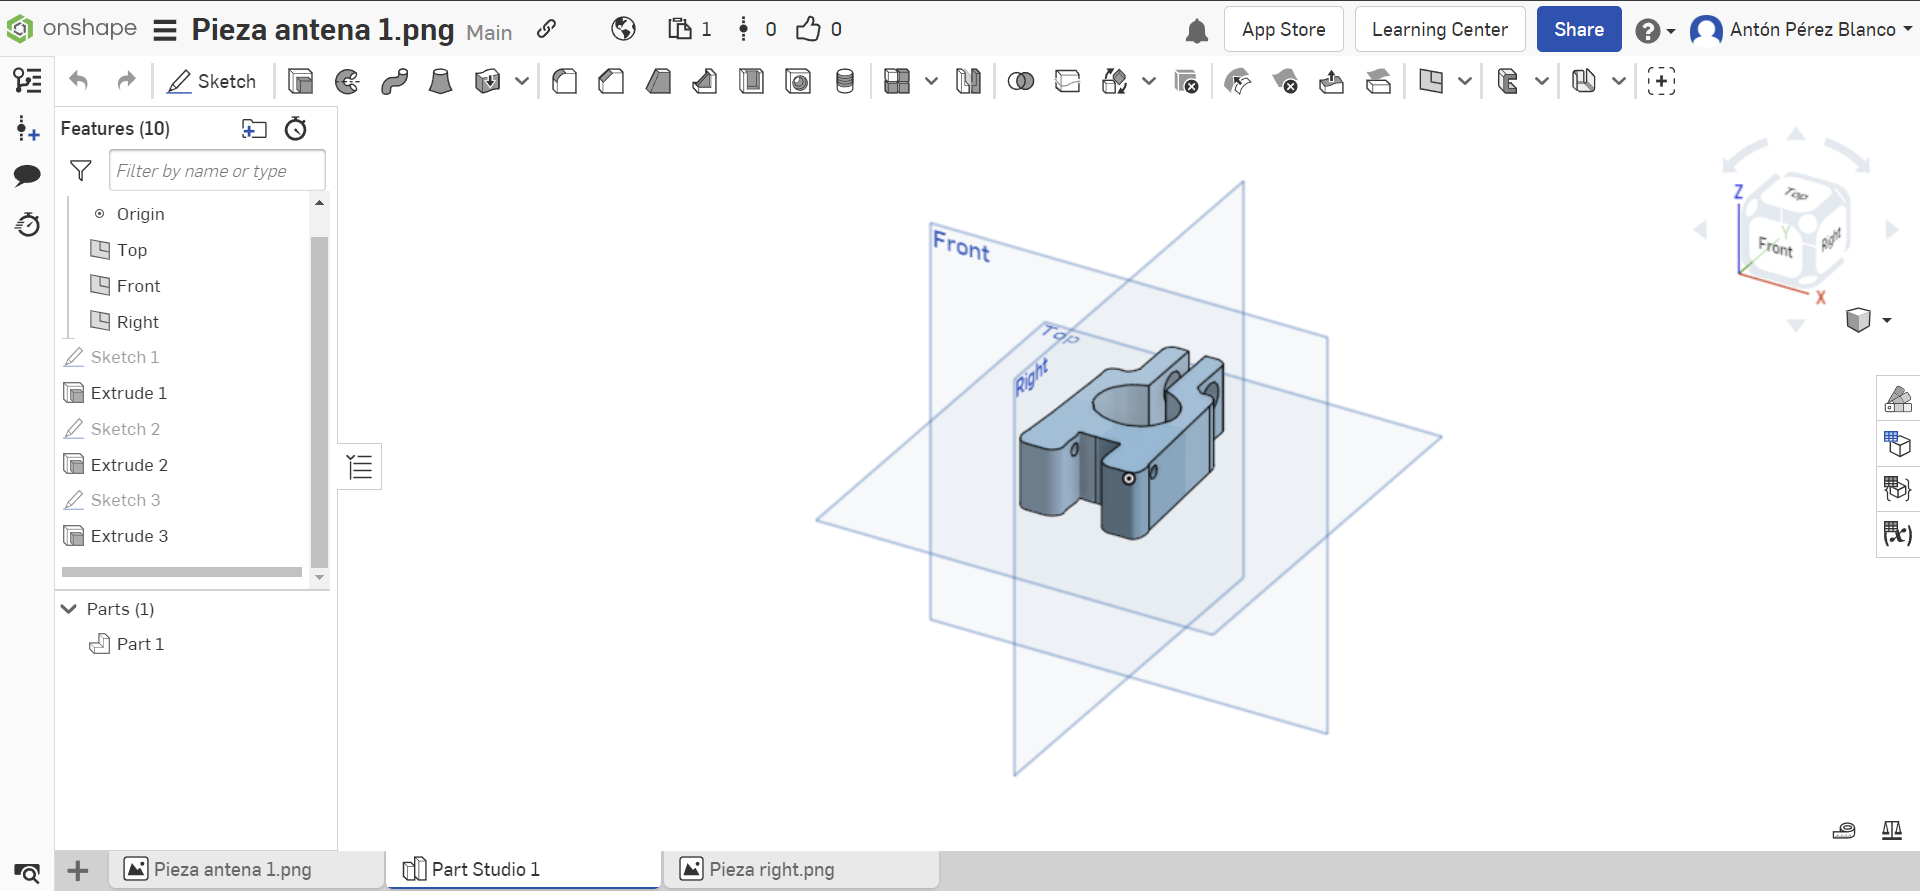 onshape Pieza antena 1.png Main 1 0 0 App Store Learning Center Share Antón Pérez Blanco
Sketch
Features (10)
Filter by name or type
Origin
Top
Front
Right
Sketch 1
Extrude 1
Sketch 2
Extrude 2
Sketch 3
Extrude 3
Parts (1)
Part 1
Front
Top
Right
Z
Top
Y
Front
Right
X
(x)
Pieza antena 1.png Part Studio 1 Pieza right.png